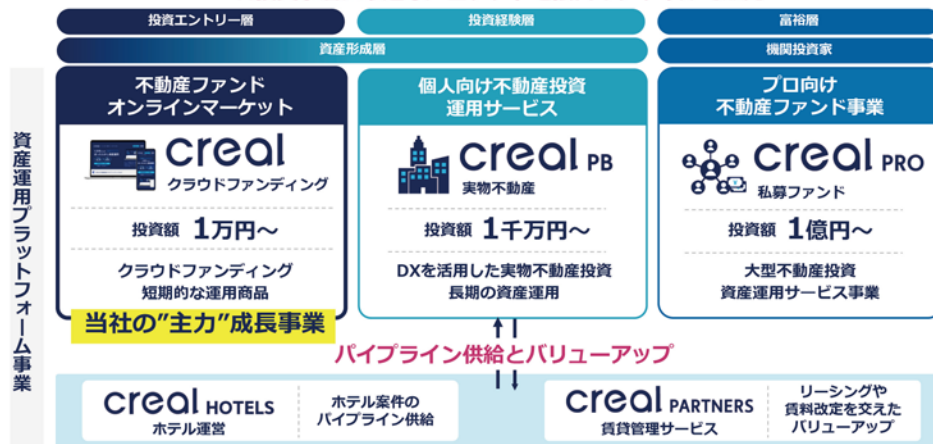 投資エントリー層
投資経験層
富裕層
資産形成層
機関投資家
資産運用プラットフォーム事業
不動産ファンド
オンラインマーケット
creal
クラウドファンディング
投資額 1万円～
クラウドファンディング
短期的な運用商品
当社の”主力”成長事業
個人向け不動産投資
運用サービス
creal PB
実物不動産
投資額 1千万円～
DXを活用した実物不動産投資
長期の資産運用
プロ向け
不動産ファンド事業
creal PRO
私募ファンド
投資額 1億円～
大型不動産投資
資産運用サービス事業
パイプライン供給とバリューアップ
creal HOTELS
ホテル運営
ホテル案件の
パイプライン供給
creal PARTNERS
賃貸管理サービス
リーシングや
賃料改定を交えた
バリューアップ